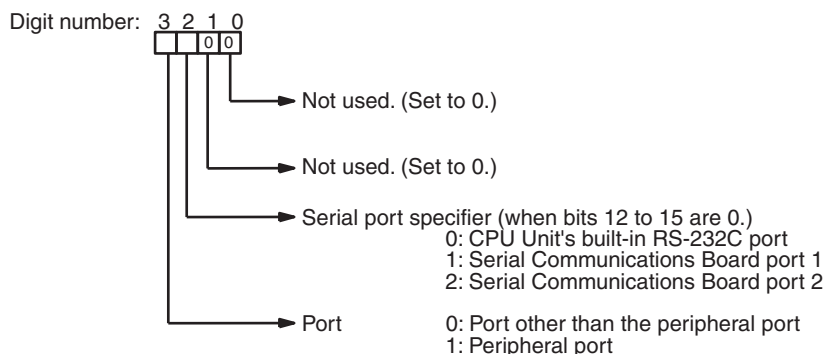 Digit number: 3 2 1 0
0 0
Not used. (Set to 0.)
Not used. (Set to 0.)
Serial port specifier (when bits 12 to 15 are 0.)
0: CPU Unit's built-in RS-232C port
1: Serial Communications Board port 1
2: Serial Communications Board port 2
Port 0: Port other than the peripheral port
1: Peripheral port